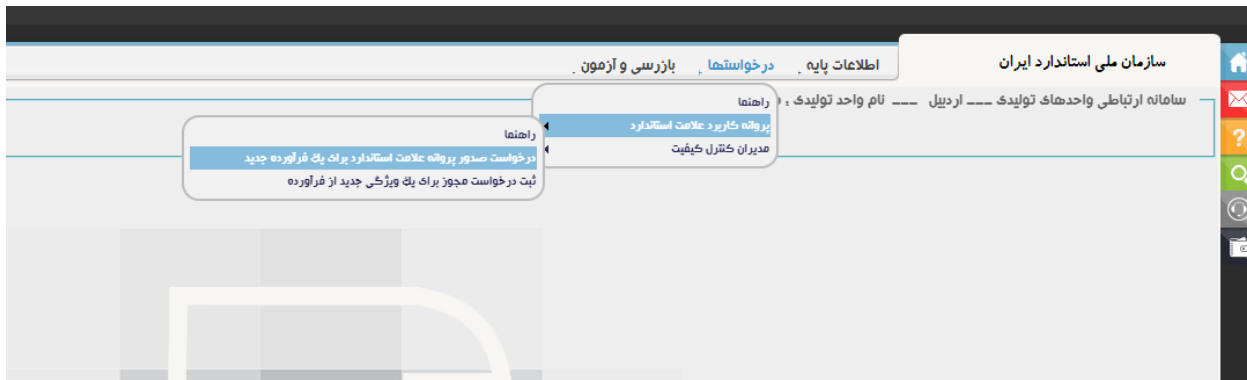 سازمان ملی استاندارد ایران
اطلاعات پایه
درخواستها
بازرسی و آزمون
سامانه ارتباطی واحدهای تولیدی --- اردبیل --- نام واحد تولیدی :
راهنما
پروانه کاربرد علامت استاندارد
مدیران کنترل کیفیت
راهنما
درخواست صدور پروانه علامت استاندارد برای یك فرآورده جدید
ثبت درخواست مجوز برای یك ویژگی جدید از فرآورده
?